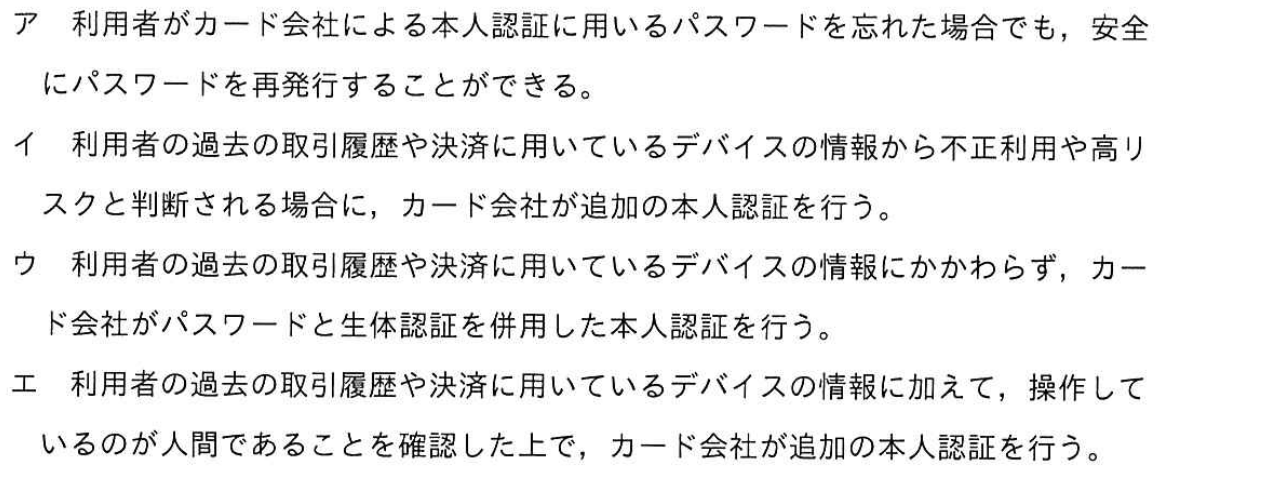 ア　利用者がカード会社による本人認証に用いるパスワードを忘れた場合でも，安全
にパスワードを再発行することができる。
イ　利用者の過去の取引履歴や決済に用いているデバイスの情報から不正利用や高リ
スクと判断される場合に，カード会社が追加の本人認証を行う。
ウ　利用者の過去の取引履歴や決済に用いているデバイスの情報にかかわらず，カー
ド会社がパスワードと生体認証を併用した本人認証を行う。
エ　利用者の過去の取引履歴や決済に用いているデバイスの情報に加えて，操作して
いるのが人間であることを確認した上で，カード会社が追加の本人認証を行う。